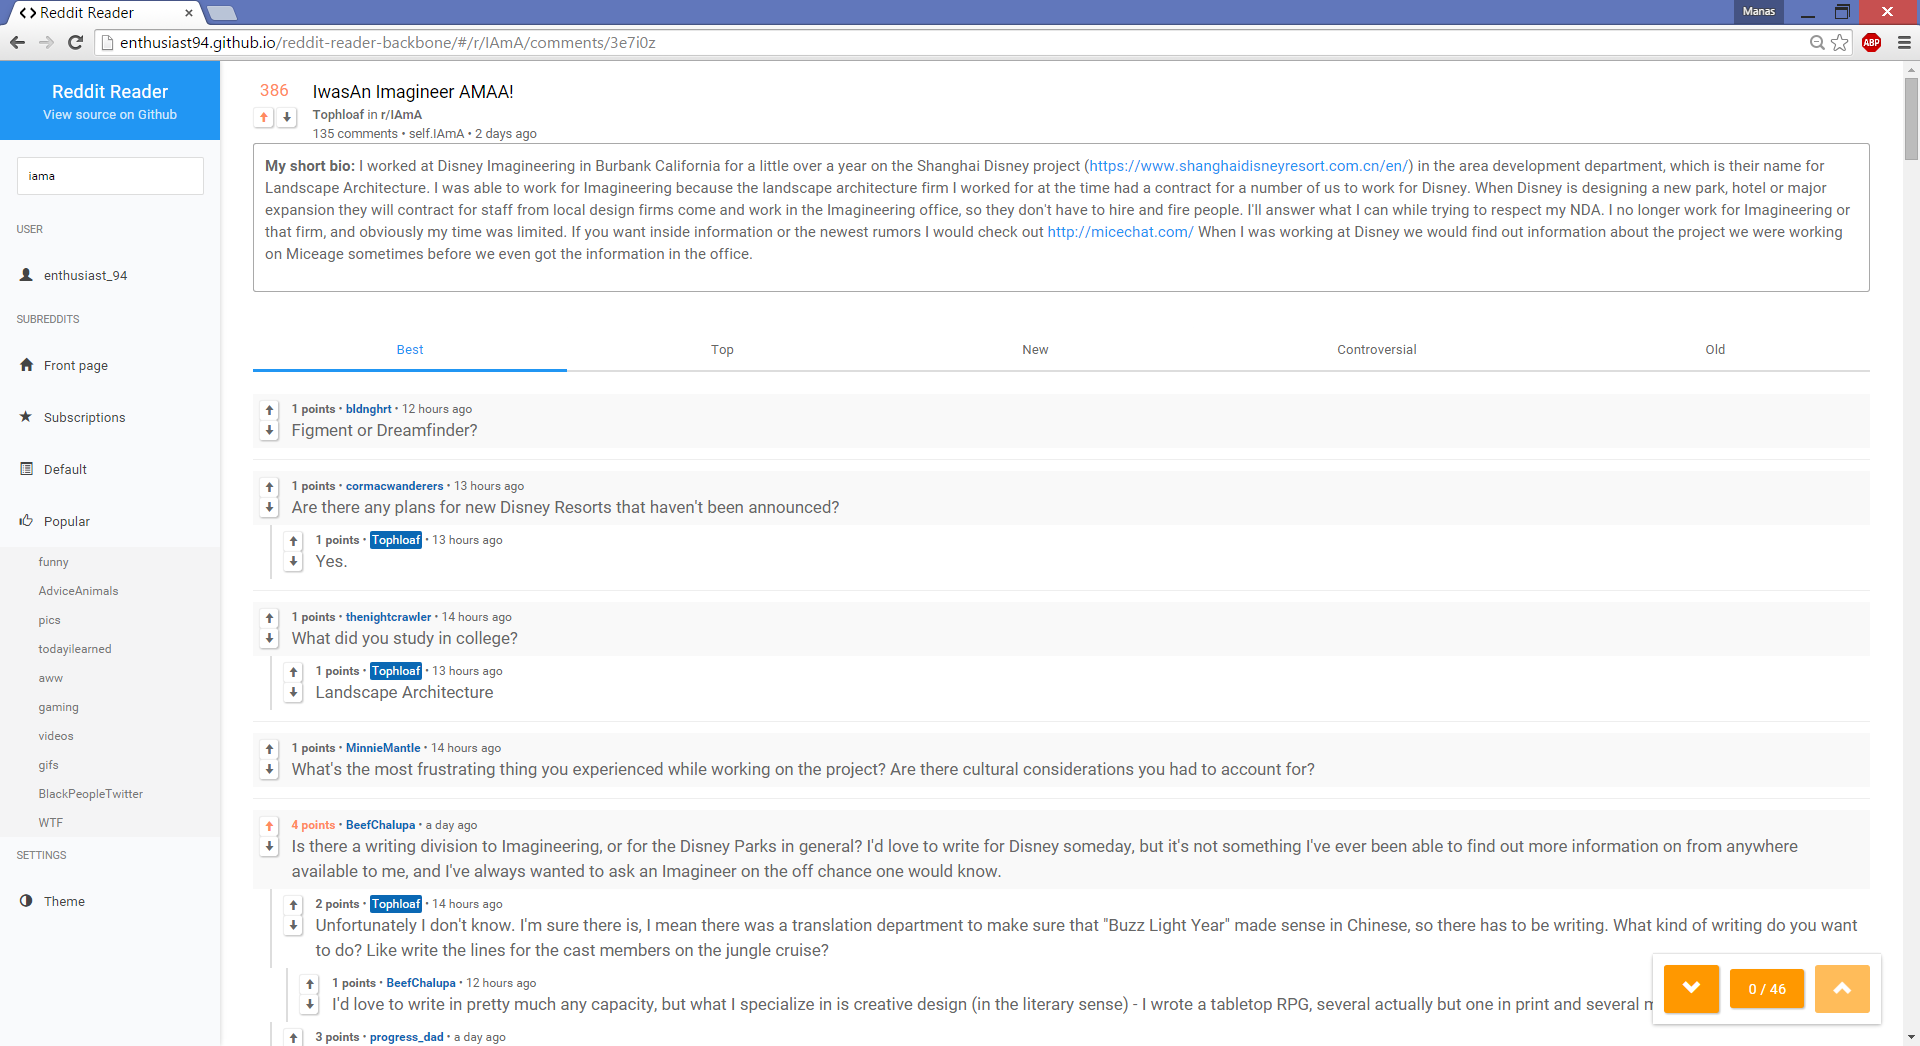 Reddit Reader
Manas
enthusiast94.github.io/reddit-reader-backbone/#/r/IAmA/comments/3e7i0z
ABP
Reddit Reader
View source on Github
iama
USER
enthusiast_94
SUBREDDITS
Front page
Subscriptions
Default
Popular
funny
AdviceAnimals
pics
todayilearned
aww
gaming
videos
gifs
BlackPeopleTwitter
WTF
SETTINGS
Theme
386
IwasAn Imagineer AMAA!
Tophloaf in r/IAmA
135 comments • self.IAmA • 2 days ago
My short bio: I worked at Disney Imagineering in Burbank California for a little over a year on the Shanghai Disney project (https://www.shanghaidisneyresort.com.cn/en/) in the area development department, which is their name for
Landscape Architecture. I was able to work for Imagineering because the landscape architecture firm I worked for at the time had a contract for a number of us to work for Disney. When Disney is designing a new park, hotel or major
expansion they will contract for staff from local design firms come and work in the Imagineering office, so they don't have to hire and fire people. I'll answer what I can while trying to respect my NDA. I no longer work for Imagineering or
that firm, and obviously my time was limited. If you want inside information or the newest rumors I would check out http://micechat.com/ When I was working at Disney we would find out information about the project we were working
on Miceage sometimes before we even got the information in the office.
Best
Top
New
Controversial
Old
1 points • bldnghrt • 12 hours ago
Figment or Dreamfinder?
1 points • cormacwanderers • 13 hours ago
Are there any plans for new Disney Resorts that haven't been announced?
1 points • Tophloaf • 13 hours ago
Yes.
1 points • thenightcrawler • 14 hours ago
What did you study in college?
1 points • Tophloaf • 13 hours ago
Landscape Architecture
1 points • MinnieMantle • 14 hours ago
What's the most frustrating thing you experienced while working on the project? Are there cultural considerations you had to account for?
4 points • BeefChalupa • a day ago
Is there a writing division to Imagineering, or for the Disney Parks in general? I'd love to write for Disney someday, but it's not something I've ever been able to find out more information on from anywhere
available to me, and I've always wanted to ask an Imagineer on the off chance one would know.
2 points • Tophloaf • 14 hours ago
Unfortunately I don't know. I'm sure there is, I mean there was a translation department to make sure that "Buzz Light Year" made sense in Chinese, so there has to be writing. What kind of writing do you want
to do? Like write the lines for the cast members on the jungle cruise?
1 points • BeefChalupa • 12 hours ago
I'd love to write in pretty much any capacity, but what I specialize in is creative design (in the literary sense) - I wrote a tabletop RPG, several actually but one in print and several
3 points • progress_dad • a day ago
0 / 46